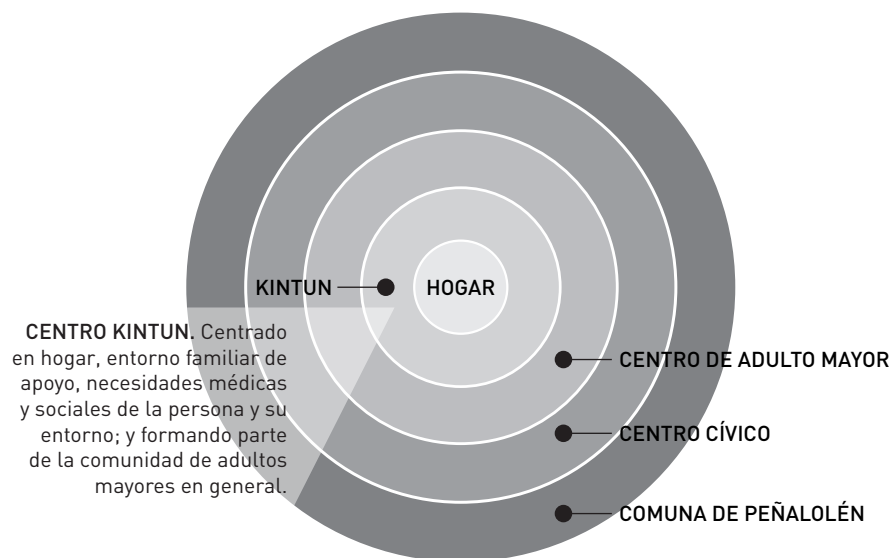 KINTUN
HOGAR
CENTRO KINTUN. Centrado
en hogar, entorno familiar de
apoyo, necesidades médicas
y sociales de la persona y su
entorno; y formando parte
de la comunidad de adultos
mayores en general.
CENTRO DE ADULTO MAYOR
CENTRO CÍVICO
COMUNA DE PEÑALOLÉN